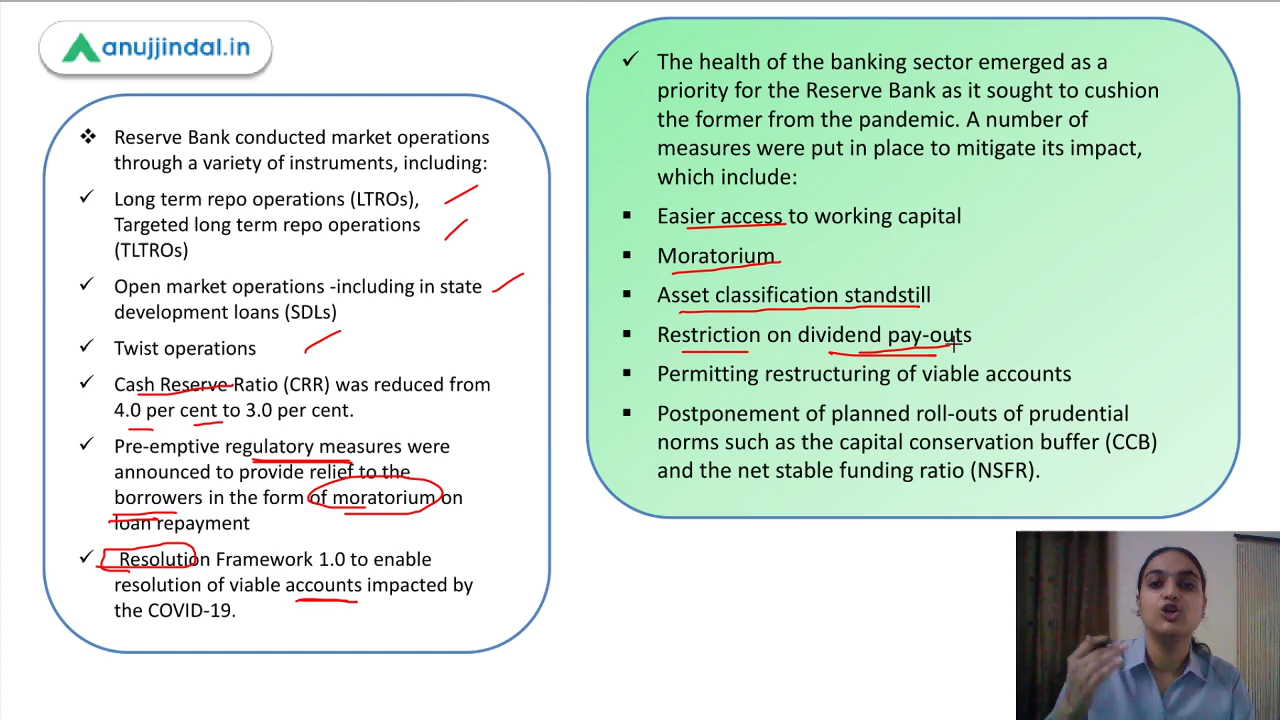 anujjindal.in
❖ Reserve Bank conducted market operations
through a variety of instruments, including:
✓ Long term repo operations (LTROs),
Targeted long term repo operations
(TLTROs)
✓ Open market operations -including in state
development loans (SDLs)
✓ Twist operations
✓ Cash Reserve Ratio (CRR) was reduced from
4.0 per cent to 3.0 per cent.
✓ Pre-emptive regulatory measures were
announced to provide relief to the
borrowers in the form of moratorium on
loan repayment
✓ Resolution Framework 1.0 to enable
resolution of viable accounts impacted by
the COVID-19.
✓ The health of the banking sector emerged as a
priority for the Reserve Bank as it sought to cushion
the former from the pandemic. A number of
measures were put in place to mitigate its impact,
which include:
▪ Easier access to working capital
▪ Moratorium
▪ Asset classification standstill
▪ Restriction on dividend pay-outs
▪ Permitting restructuring of viable accounts
▪ Postponement of planned roll-outs of prudential
norms such as the capital conservation buffer (CCB)
and the net stable funding ratio (NSFR).